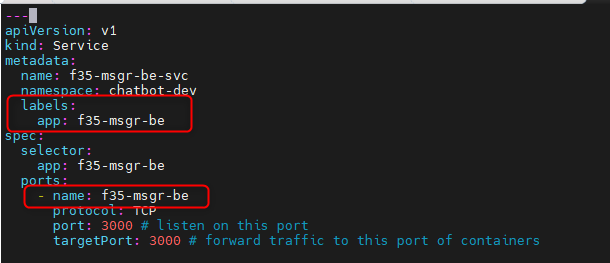 ---
apiVersion: v1
kind: Service
metadata:
  name: f35-msgr-be-svc
  namespace: chatbot-dev
  labels:
    app: f35-msgr-be
spec:
  selector:
    app: f35-msgr-be
  ports:
    - name: f35-msgr-be
      protocol: TCP
      port: 3000 # listen on this port
      targetPort: 3000 # forward traffic to this port of containers